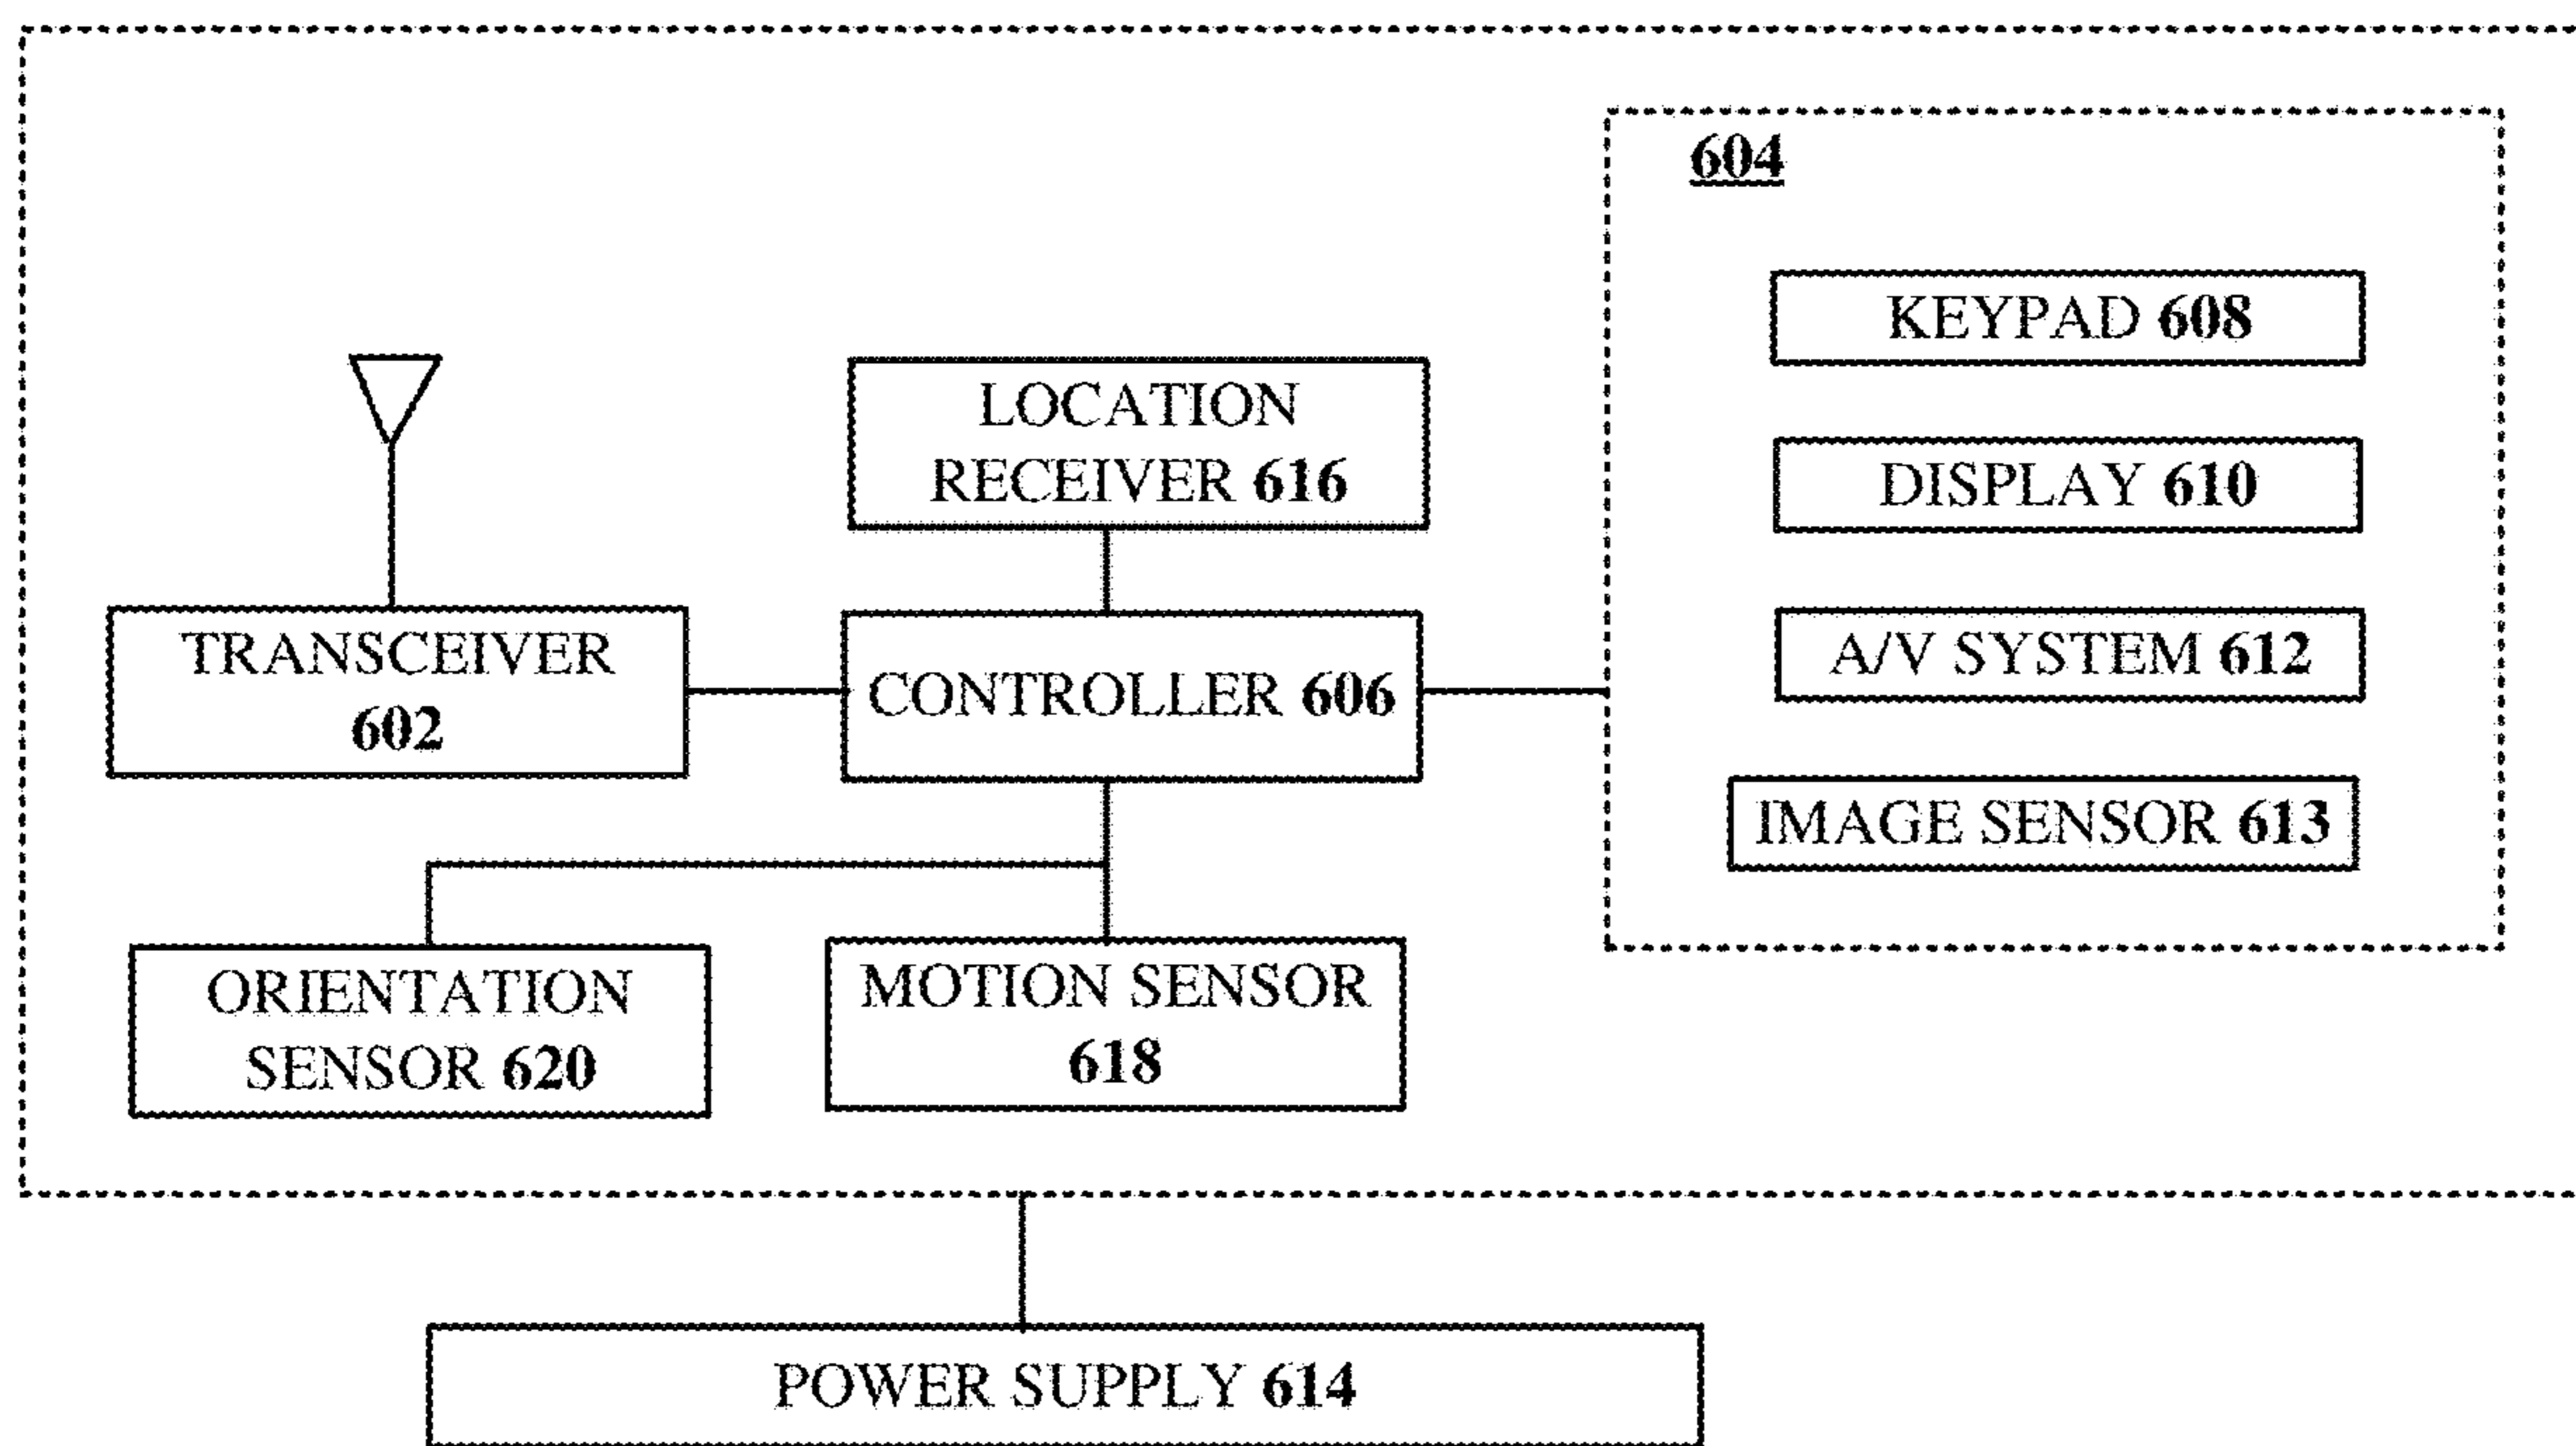 604
KEYPAD 608
DISPLAY 610
A/V SYSTEM 612
IMAGE SENSOR 613
LOCATION
RECEIVER 616
TRANSCEIVER
602
CONTROLLER 606
ORIENTATION
SENSOR 620
MOTION SENSOR
618
POWER SUPPLY 614